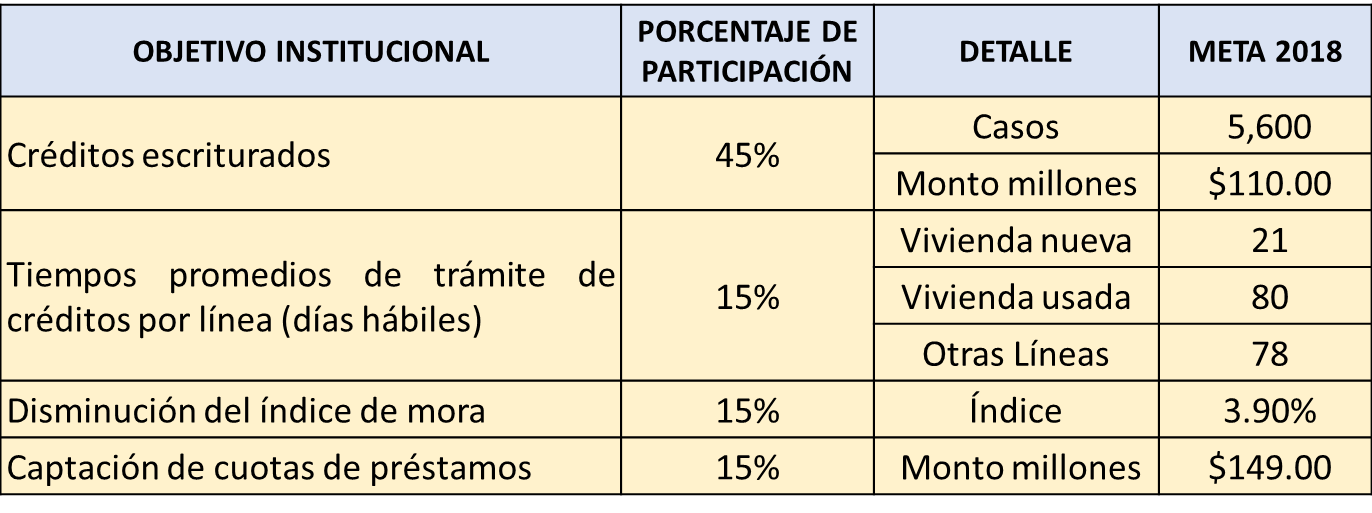 OBJETIVO INSTITUCIONAL PORCENTAJE DE PARTICIPACIÓN DETALLE META 2018
Créditos escriturados 45% Casos 5,600
Monto millones $110.00
Tiempos promedios de trámite de créditos por línea (días hábiles) 15% Vivienda nueva 21
Vivienda usada 80
Otras Líneas 78
Disminución del índice de mora 15% Índice 3.90%
Captación de cuotas de préstamos 15% Monto millones $149.00